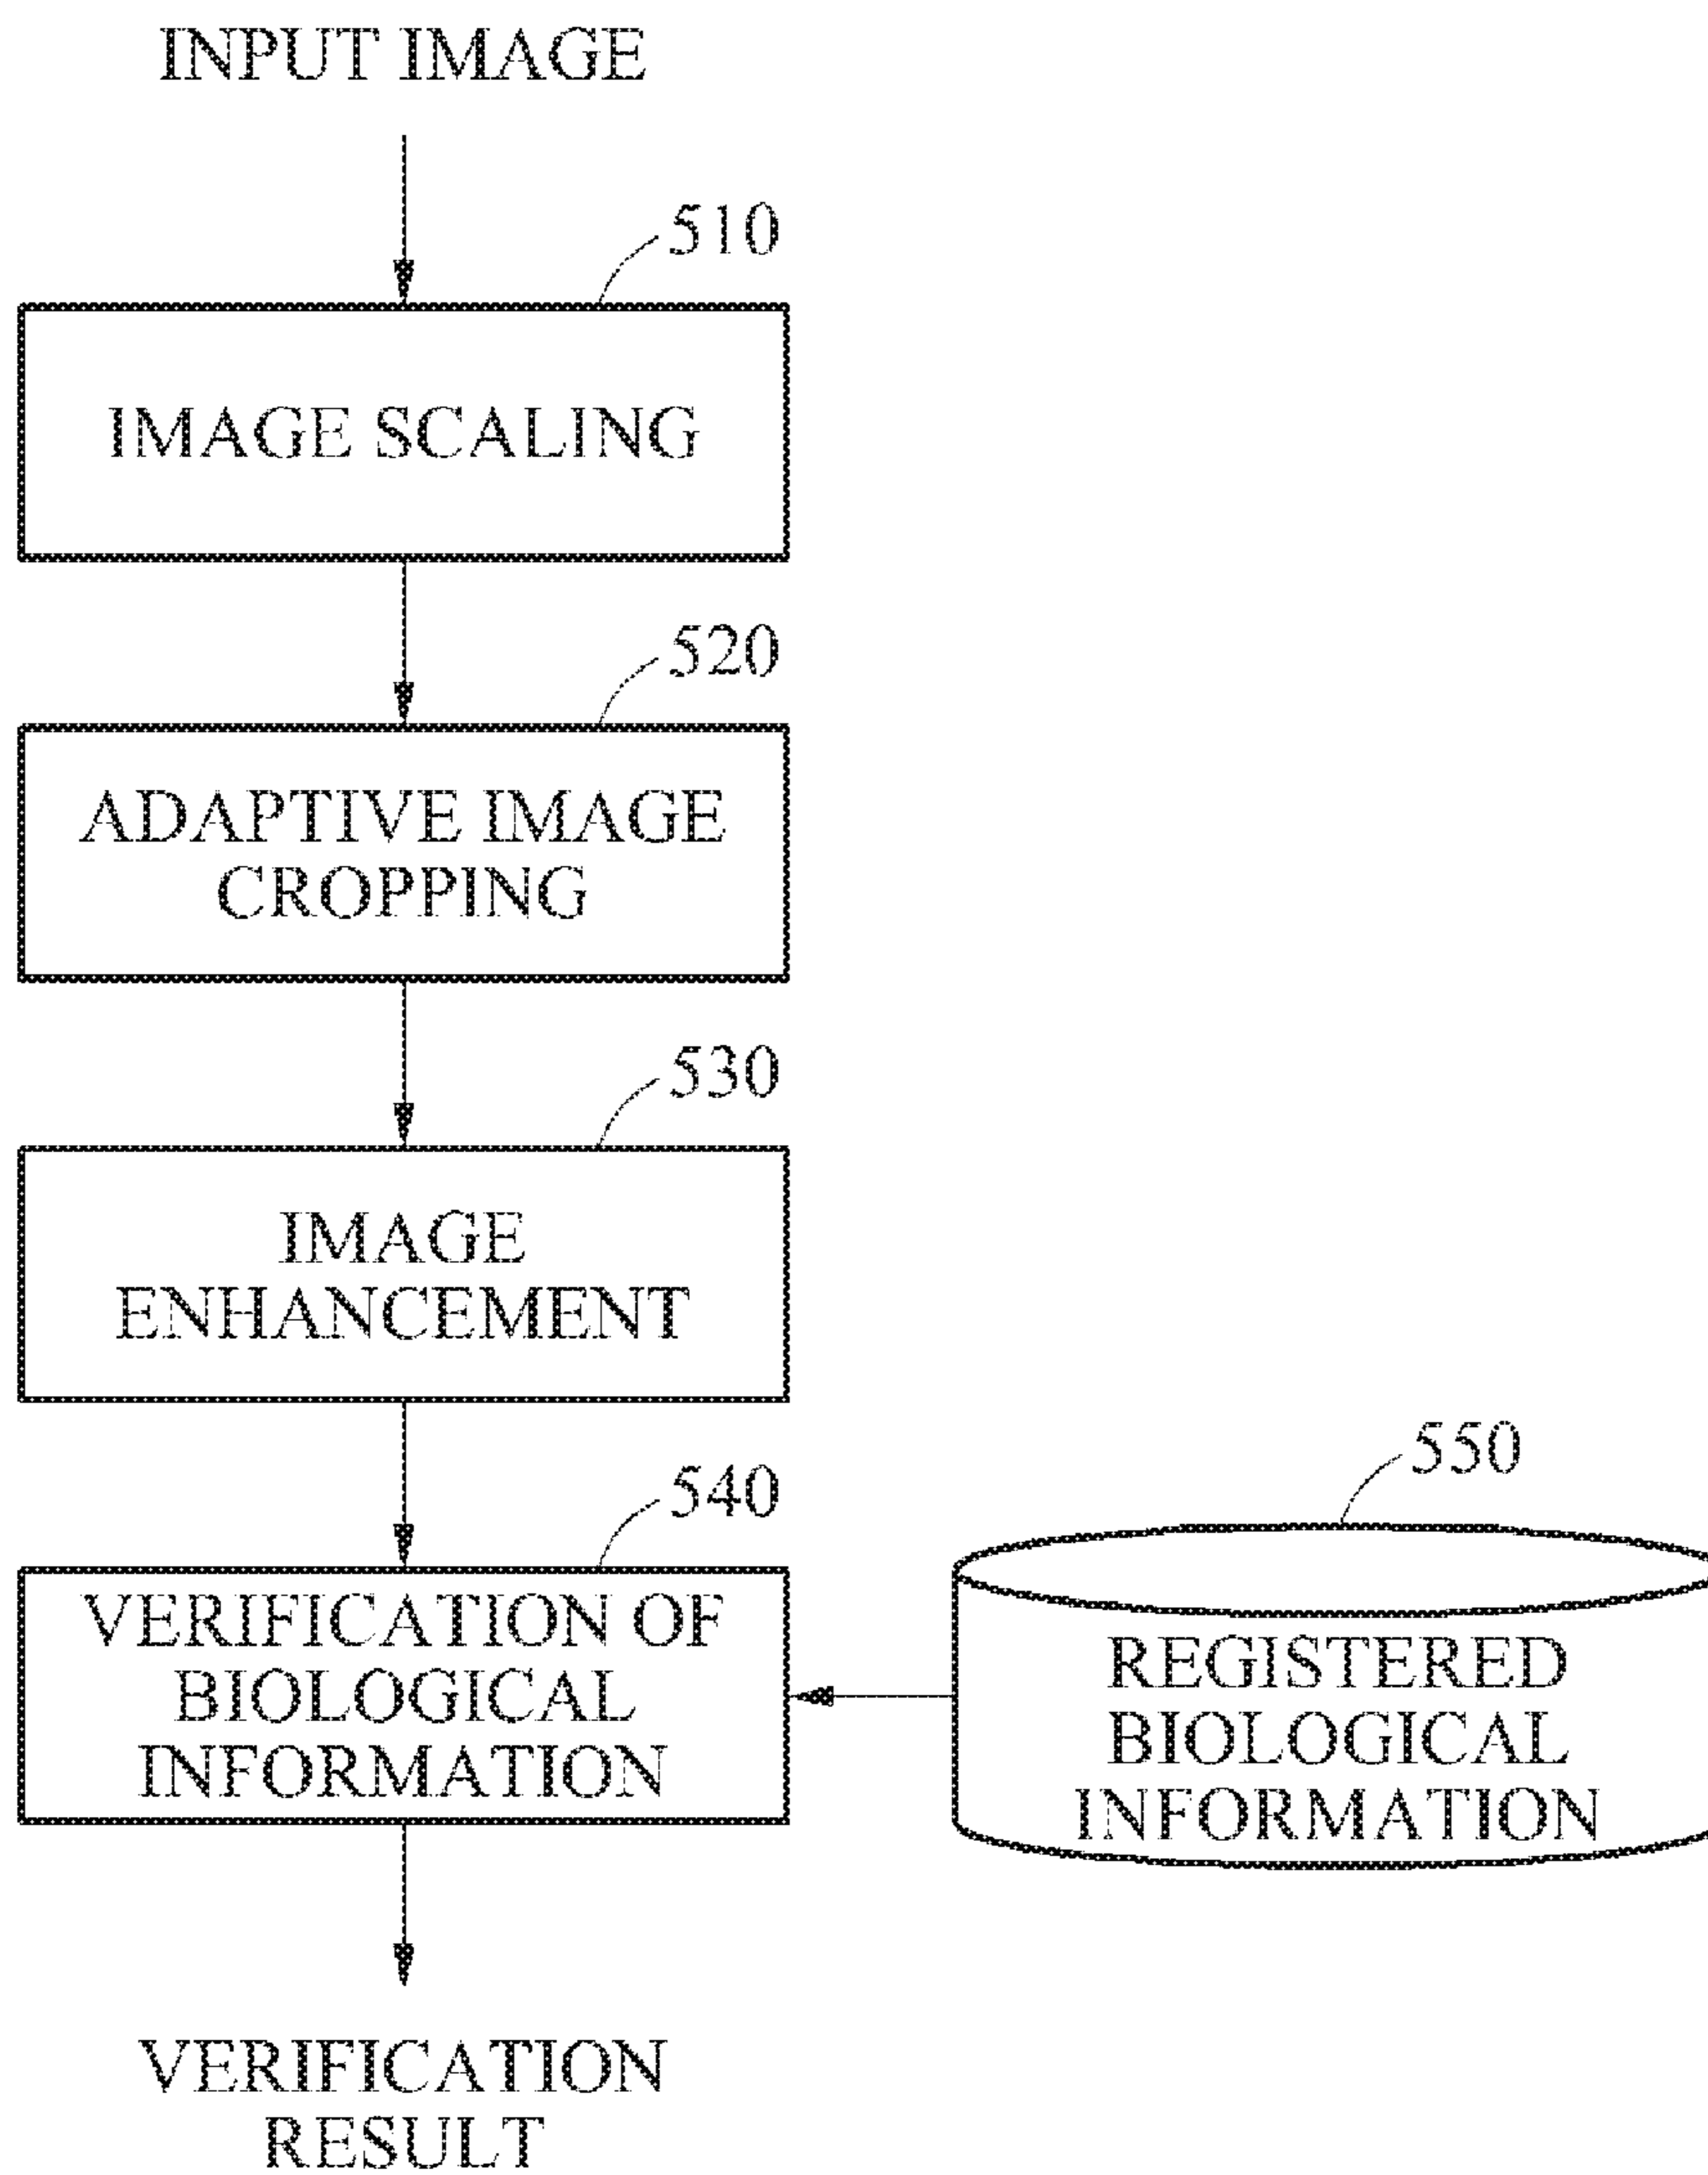 INPUT IMAGE
510
IMAGE SCALING
520
ADAPTIVE IMAGE
CROPPING
530
IMAGE
ENHANCEMENT
540
VERIFICATION OF
BIOLOGICAL
INFORMATION
550
REGISTERED
BIOLOGICAL
INFORMATION
VERIFICATION
RESULT